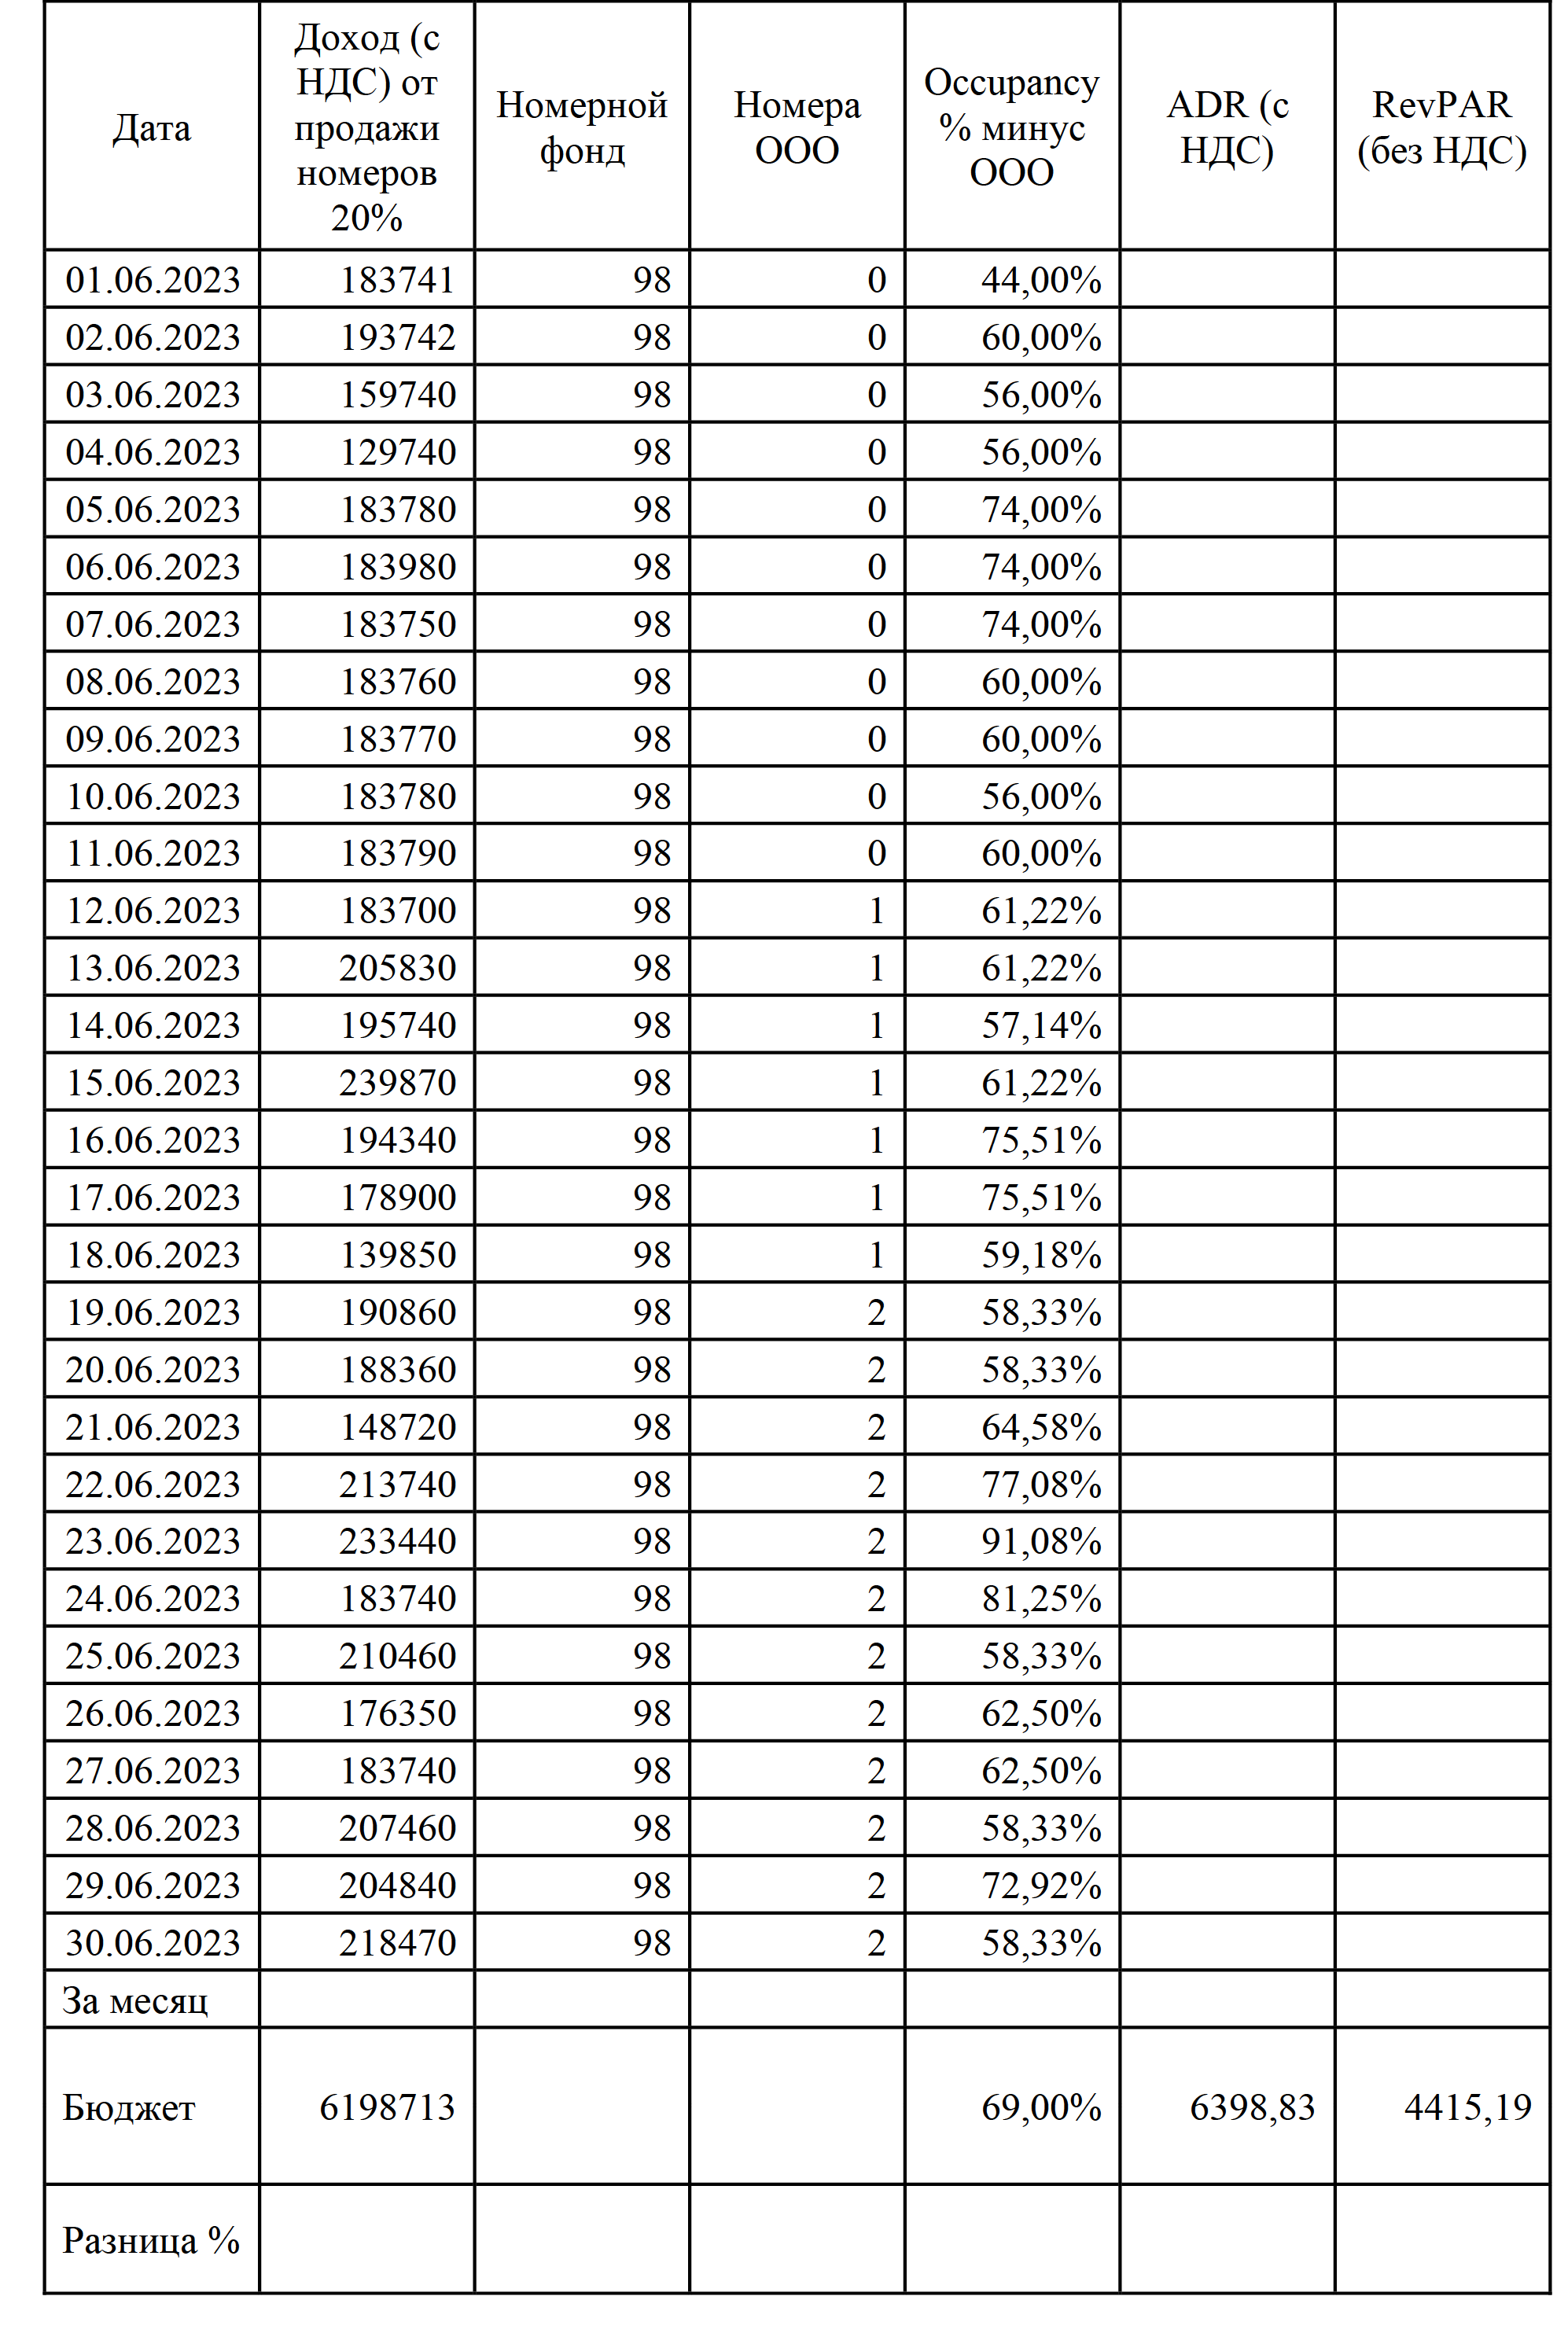 Дата Доход (с НДС) от продажи номеров 20% Номерной фонд Номера ООО Occupancy % минус ООО ADR (с НДС) RevPAR (без НДС)
01.06.2023 183741 98 0 44,00%
02.06.2023 193742 98 0 60,00%
03.06.2023 159740 98 0 56,00%
04.06.2023 129740 98 0 56,00%
05.06.2023 183780 98 0 74,00%
06.06.2023 183980 98 0 74,00%
07.06.2023 183750 98 0 74,00%
08.06.2023 183760 98 0 60,00%
09.06.2023 183770 98 0 60,00%
10.06.2023 183780 98 0 56,00%
11.06.2023 183790 98 0 60,00%
12.06.2023 183700 98 1 61,22%
13.06.2023 205830 98 1 61,22%
14.06.2023 195740 98 1 57,14%
15.06.2023 239870 98 1 61,22%
16.06.2023 194340 98 1 75,51%
17.06.2023 178900 98 1 75,51%
18.06.2023 139850 98 1 59,18%
19.06.2023 190860 98 2 58,33%
20.06.2023 188360 98 2 58,33%
21.06.2023 148720 98 2 64,58%
22.06.2023 213740 98 2 77,08%
23.06.2023 233440 98 2 91,08%
24.06.2023 183740 98 2 81,25%
25.06.2023 210460 98 2 58,33%
26.06.2023 176350 98 2 62,50%
27.06.2023 183740 98 2 62,50%
28.06.2023 207460 98 2 58,33%
29.06.2023 204840 98 2 72,92%
30.06.2023 218470 98 2 58,33%
За месяц
Бюджет 6198713 69,00% 6398,83 4415,19
Разница %